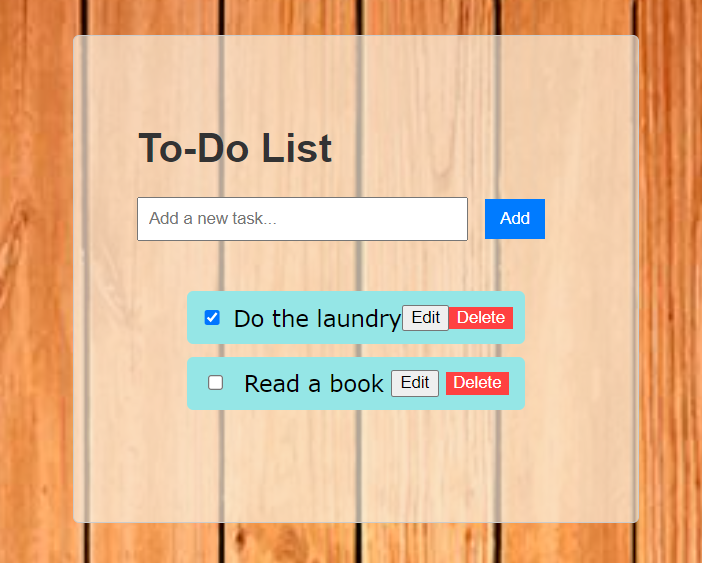 To-Do List
Add a new task... Add
Do the laundry Edit Delete
Read a book Edit Delete